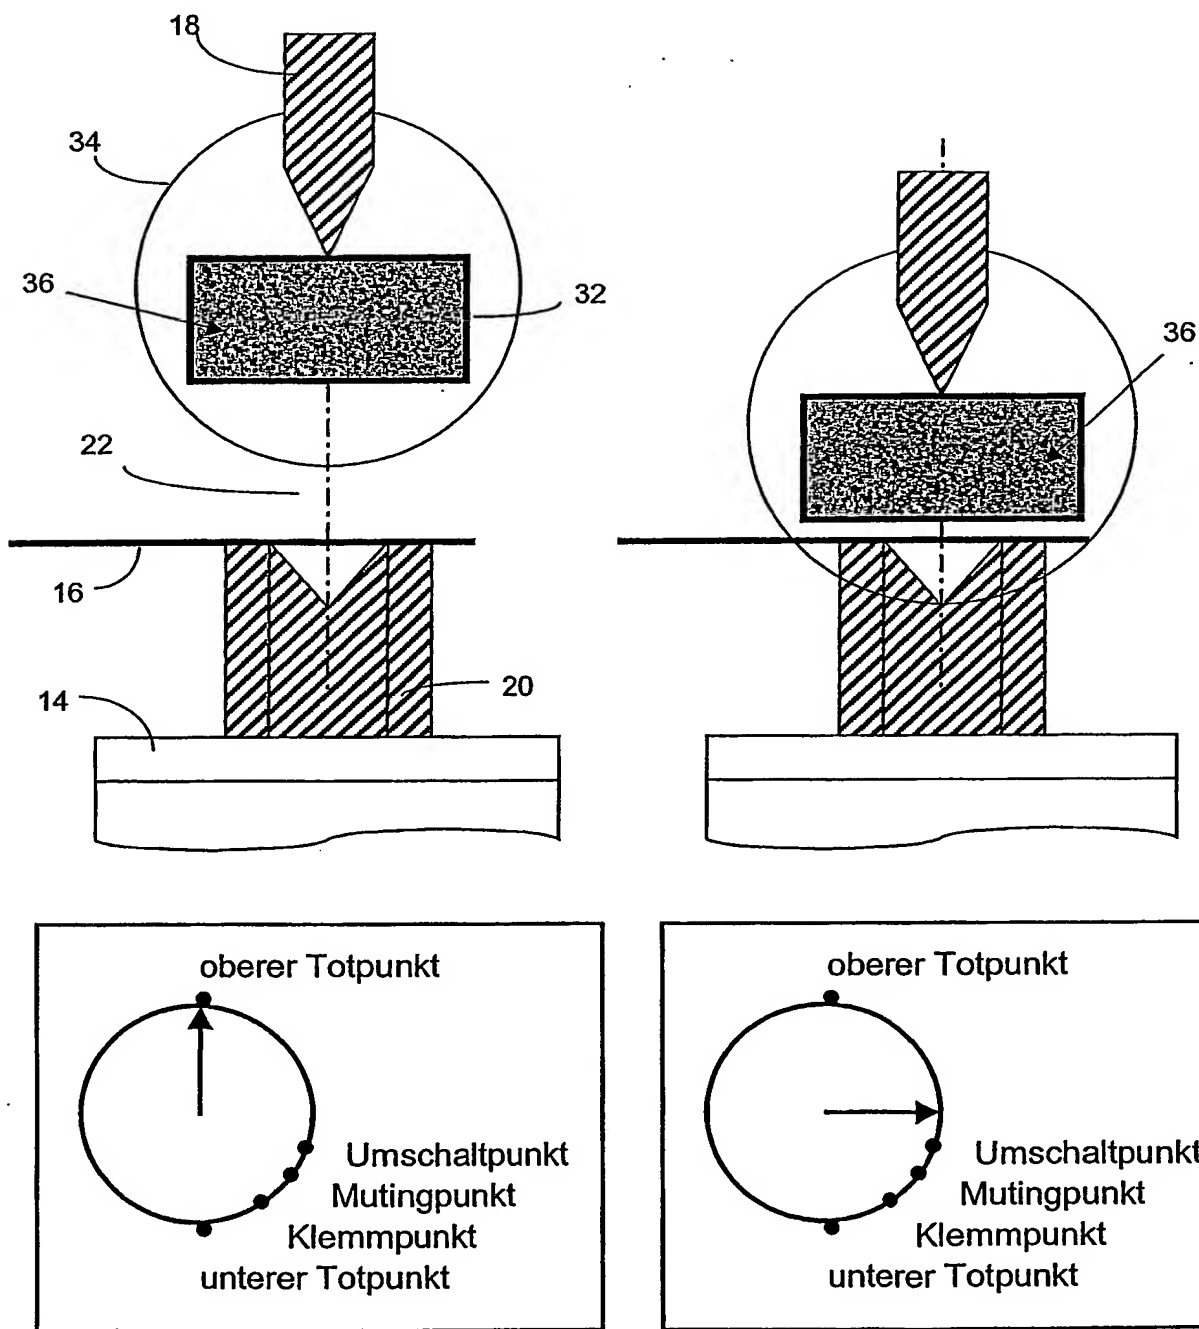 18
34
36
32
36
22
16
20
14
oberer Totpunkt
Umschaltpunkt
Mutingpunkt
Klemmpunkt
unterer Totpunkt
oberer Totpunkt
Umschaltpunkt
Mutingpunkt
Klemmpunkt
unterer Totpunkt